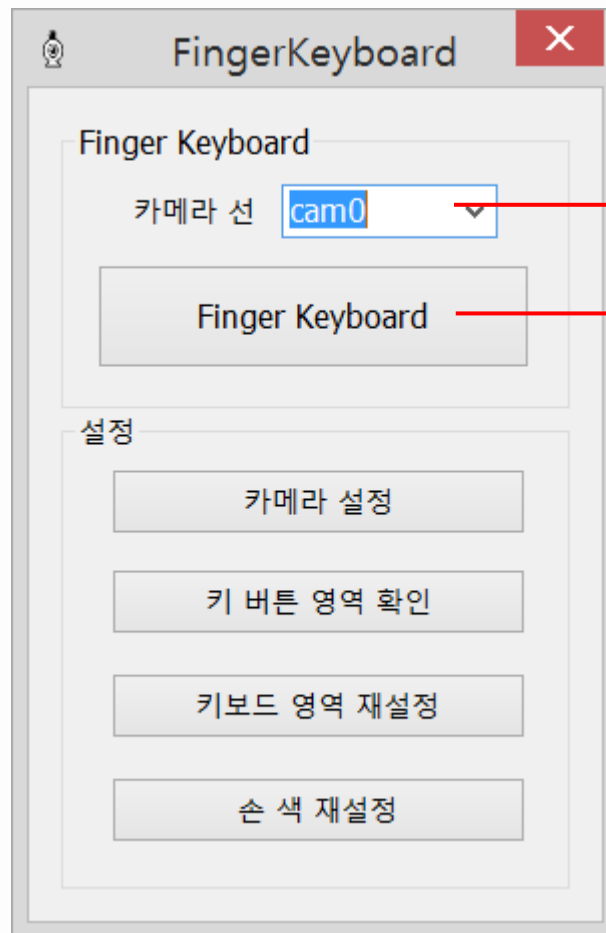 FingerKeyboard
Finger Keyboard
카메라 선 cam0
Finger Keyboard
설정
카메라 설정
키 버튼 영역 확인
키보드 영역 재설정
손 색 재설정